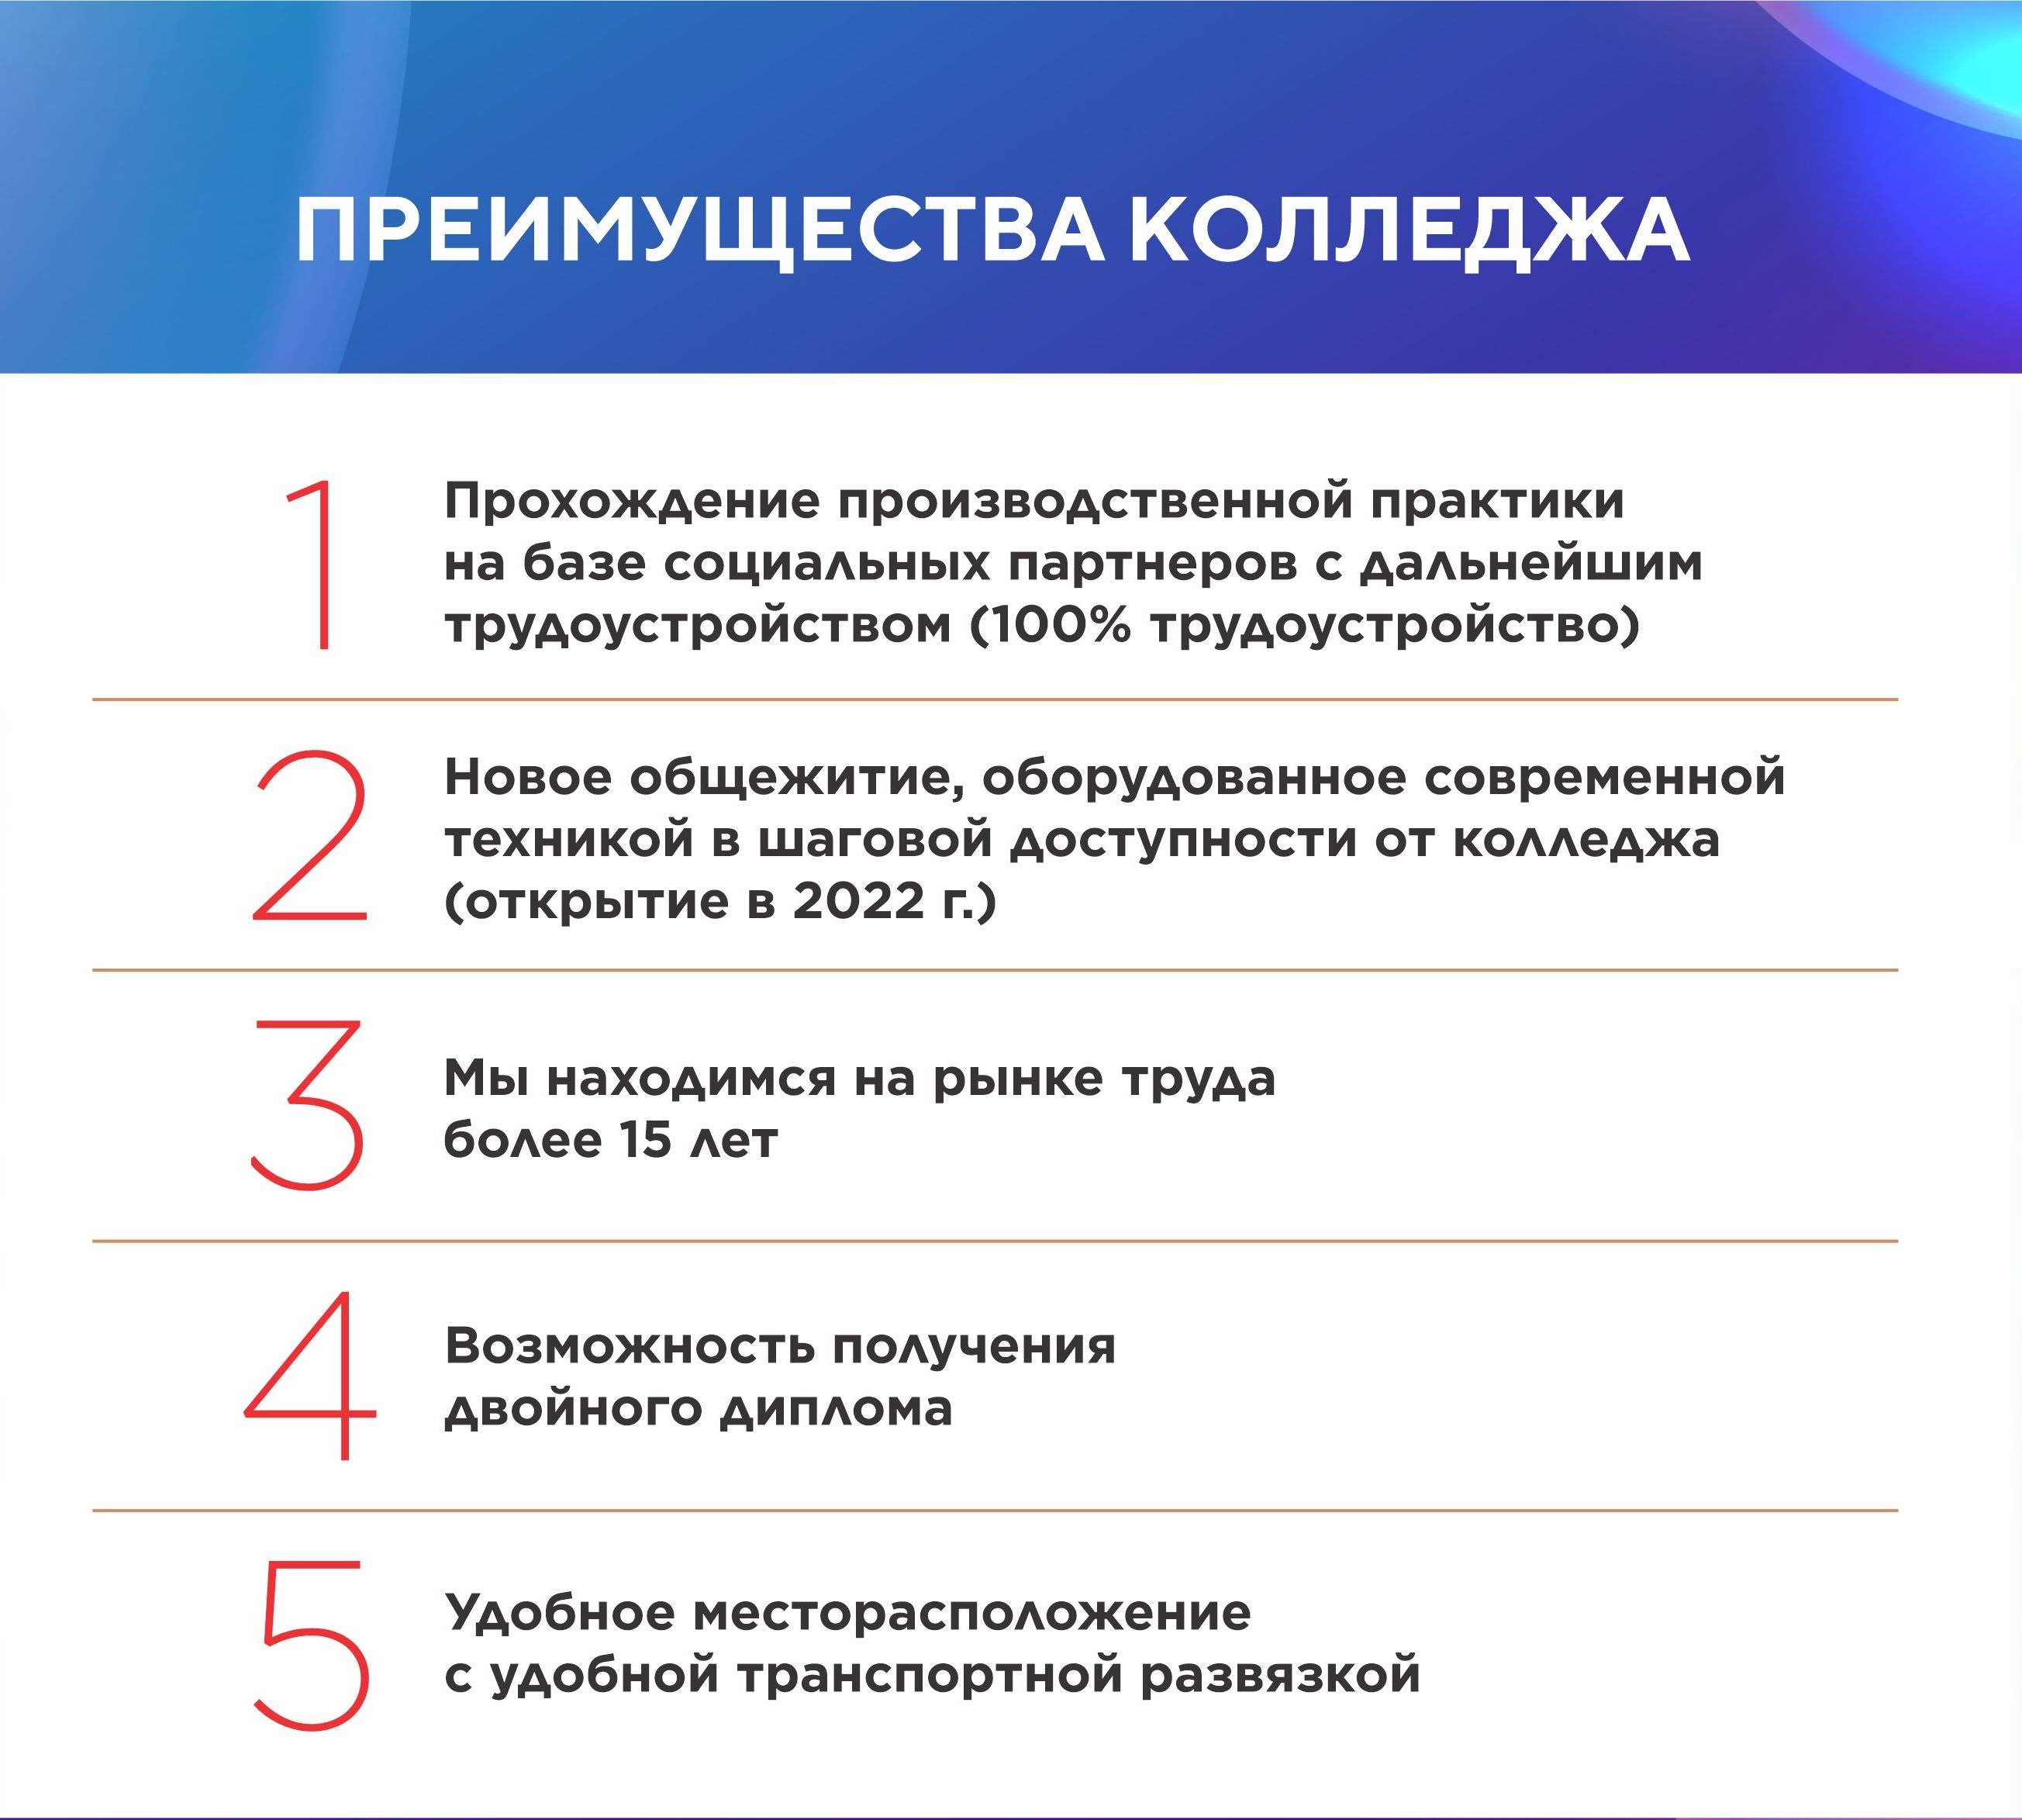 ПРЕИМУЩЕСТВА КОЛЛЕДЖА
1
Прохождение производственной практики
на базе социальных партнеров с дальнейшим
трудоустройством (100% трудоустройство)
2
Новое общежитие, оборудованное современной
техникой в шаговой доступности от колледжа
(открытие в 2022 г.)
3
Мы находимся на рынке труда
более 15 лет
4
Возможность получения
двойного диплома
5
Удобное месторасположение
с удобной транспортной развязкой